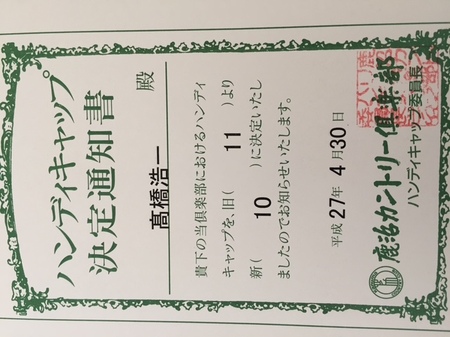 ハンディキャップ
決定通知書
髙橋浩一 殿
貴下の当倶楽部におけるハンディ
キャップを、旧( 11 )より
新( 10 )に決定いたし
ましたのでお知らせいたします。
平成 27年 4月 30日
鹿沼カントリー倶楽部
ハンディキャップ委員長